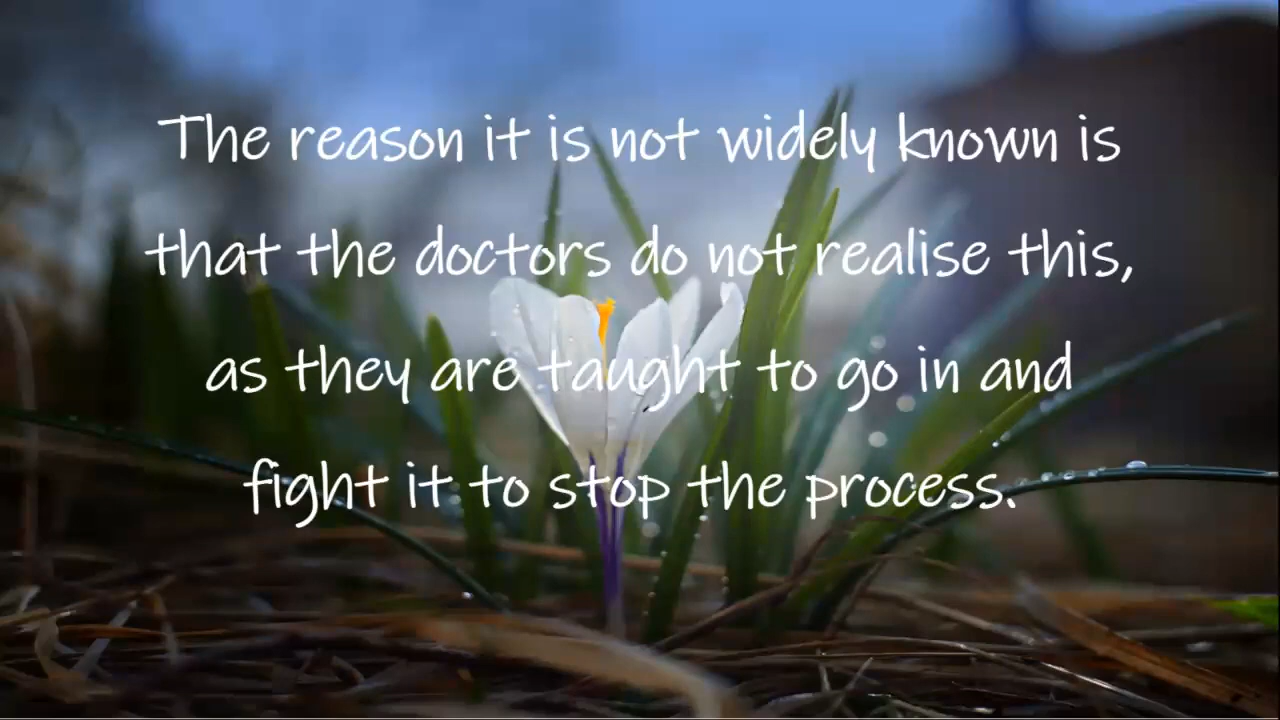 The reason it is not widely known is
that the doctors do not realise this,
as they are taught to go in and
fight it to stop the process.